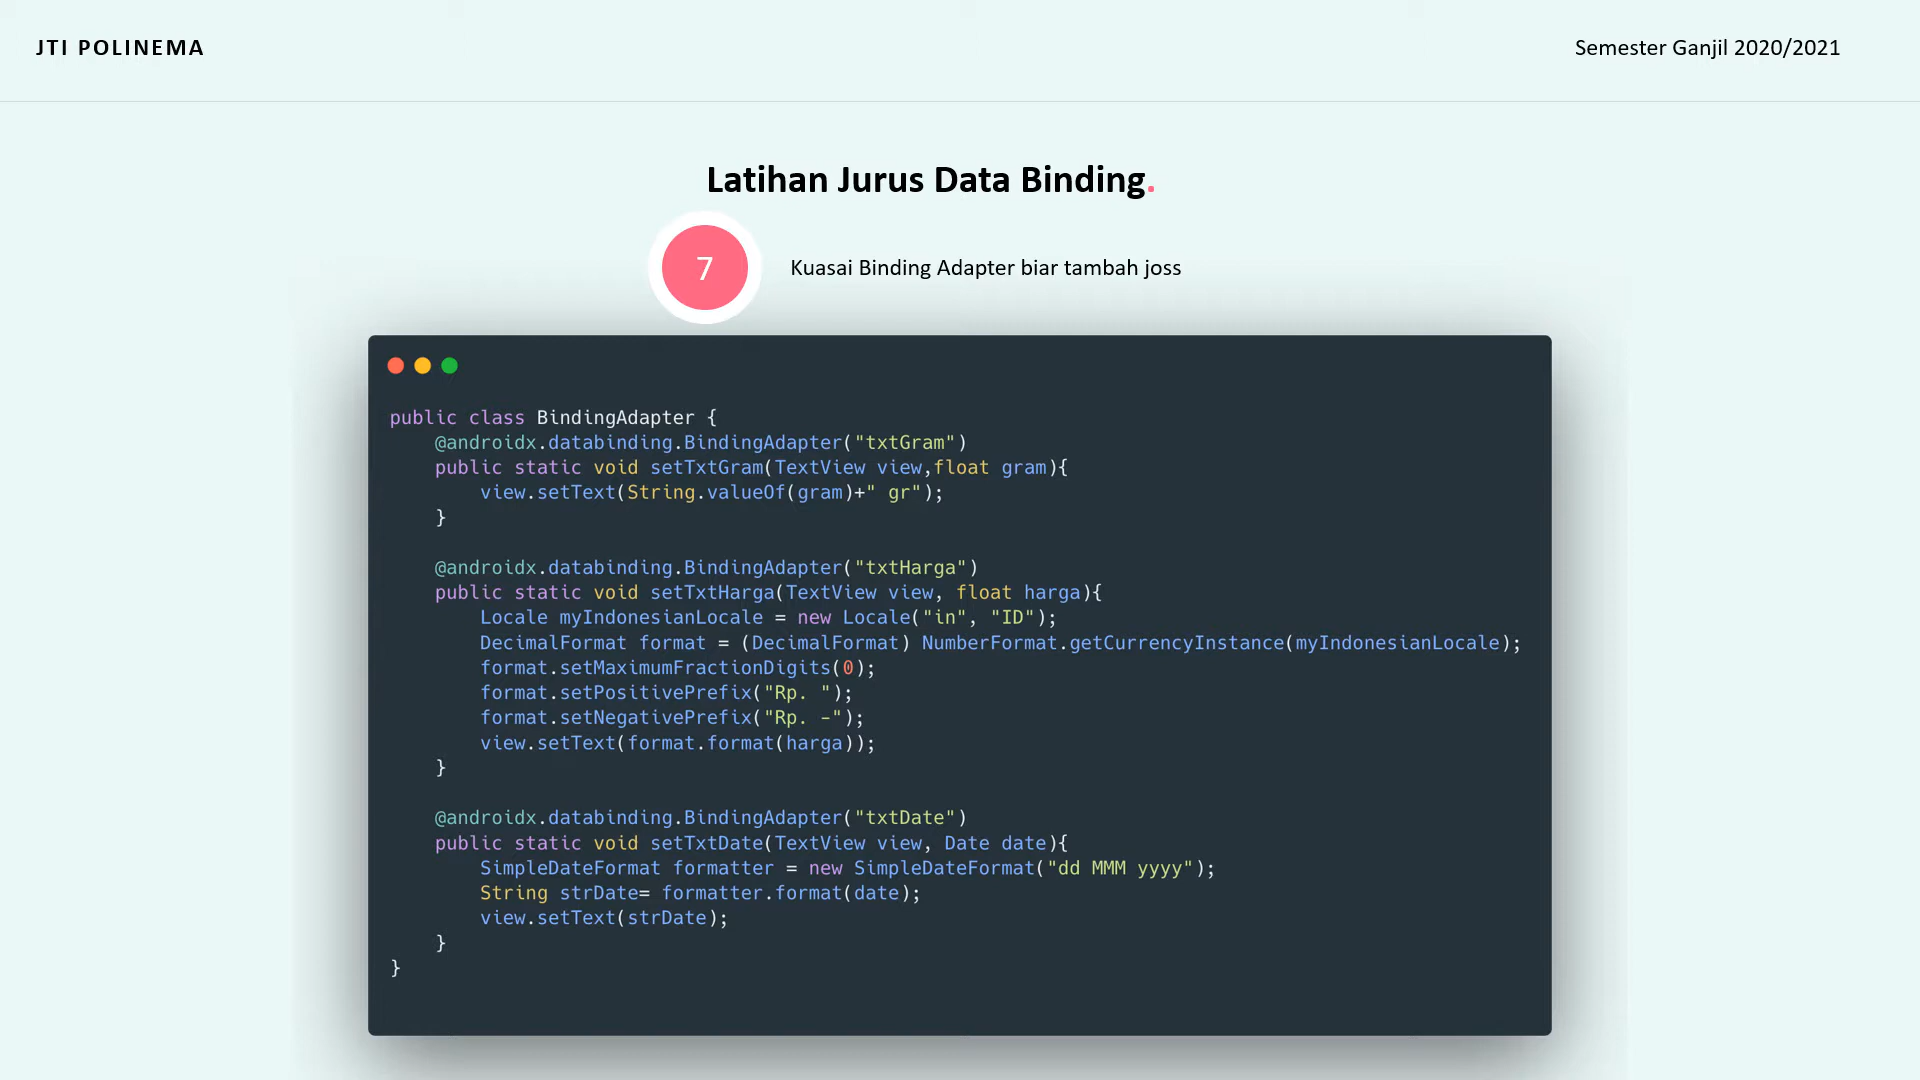 JTI POLINEMA
Semester Ganjil 2020/2021
Latihan Jurus Data Binding.
7
Kuasai Binding Adapter biar tambah joss
public class BindingAdapter {
    @androidx.databinding.BindingAdapter("txtGram")
    public static void setTxtGram(TextView view,float gram){
        view.setText(String.valueOf(gram)+" gr");
    }

    @androidx.databinding.BindingAdapter("txtHarga")
    public static void setTxtHarga(TextView view, float harga){
        Locale myIndonesianLocale = new Locale("in", "ID");
        DecimalFormat format = (DecimalFormat) NumberFormat.getCurrencyInstance(myIndonesianLocale);
        format.setMaximumFractionDigits(0);
        format.setPositivePrefix("Rp. ");
        format.setNegativePrefix("Rp. -");
        view.setText(format.format(harga));
    }

    @androidx.databinding.BindingAdapter("txtDate")
    public static void setTxtDate(TextView view, Date date){
        SimpleDateFormat formatter = new SimpleDateFormat("dd MMM yyyy");
        String strDate= formatter.format(date);
        view.setText(strDate);
    }
}